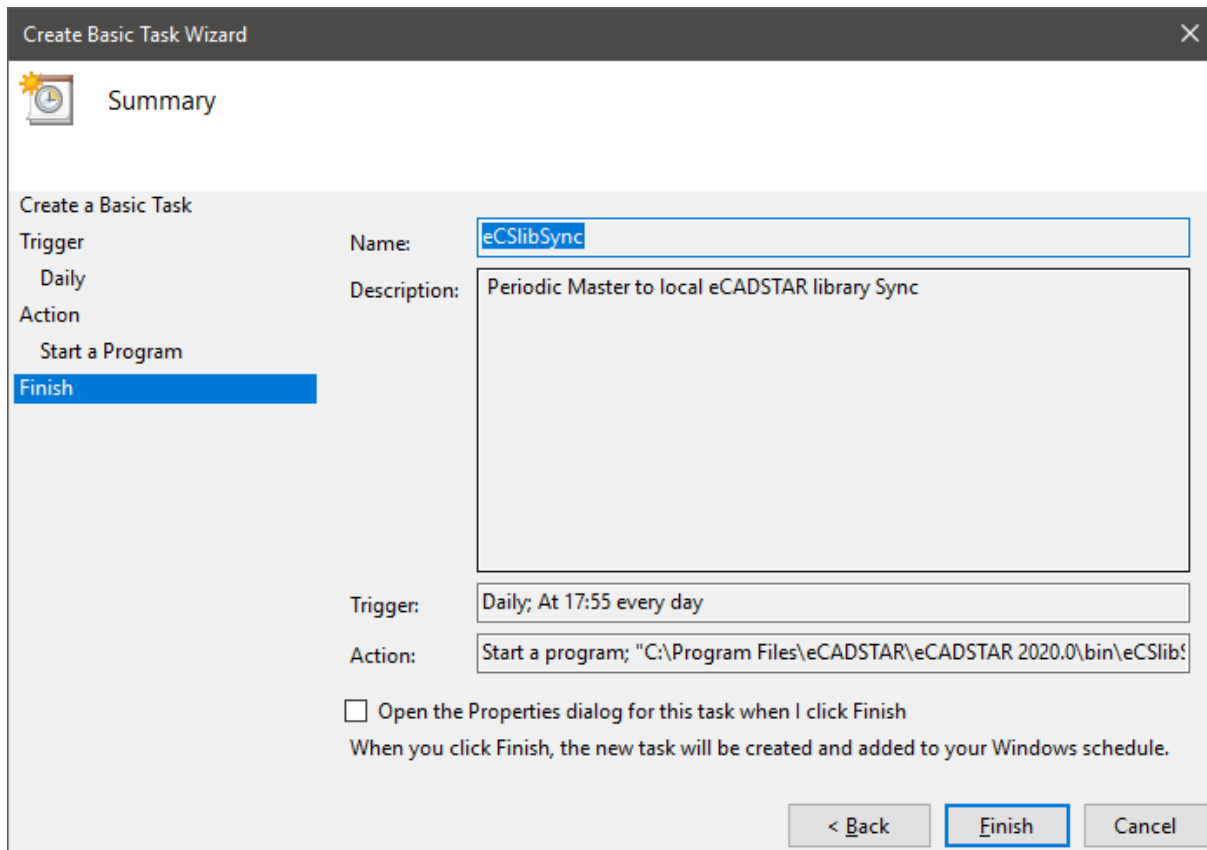 Create Basic Task Wizard
Summary
Create a Basic Task
Trigger
Daily
Action
Start a Program
Finish
Name:
eCSlibSync
Description:
Periodic Master to local eCADSTAR library Sync
Trigger:
Daily; At 17:55 every day
Action:
Start a program; "C:\Program Files\eCADSTAR\eCADSTAR 2020.0\bin\eCSlibS
Open the Properties dialog for this task when I click Finish
When you click Finish, the new task will be created and added to your Windows schedule.
< Back
Finish
Cancel